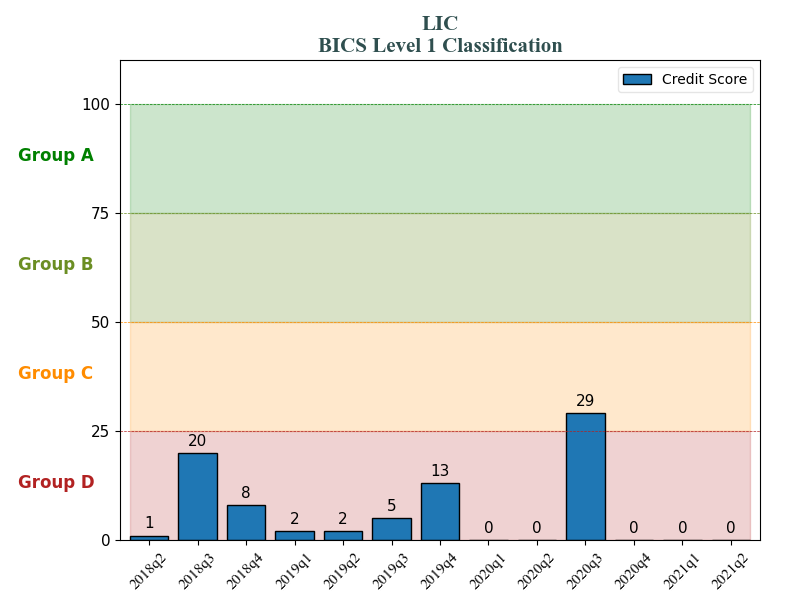 LIC
BICS Level 1 Classification
Credit Score
100
Group A
75
Group B
50
Group C
25
Group D
0
1
20
8
2
2
5
13
0
0
29
0
0
0
2018q2
2018q3
2018q4
2019q1
2019q2
2019q3
2019q4
2020q1
2020q2
2020q3
2020q4
2021q1
2021q2